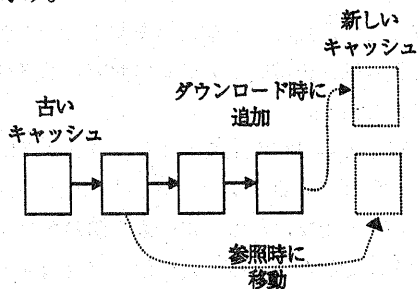 新しい
キャッシュ
ダウンロード時に
追加
古い
キャッシュ
参照時に
移動